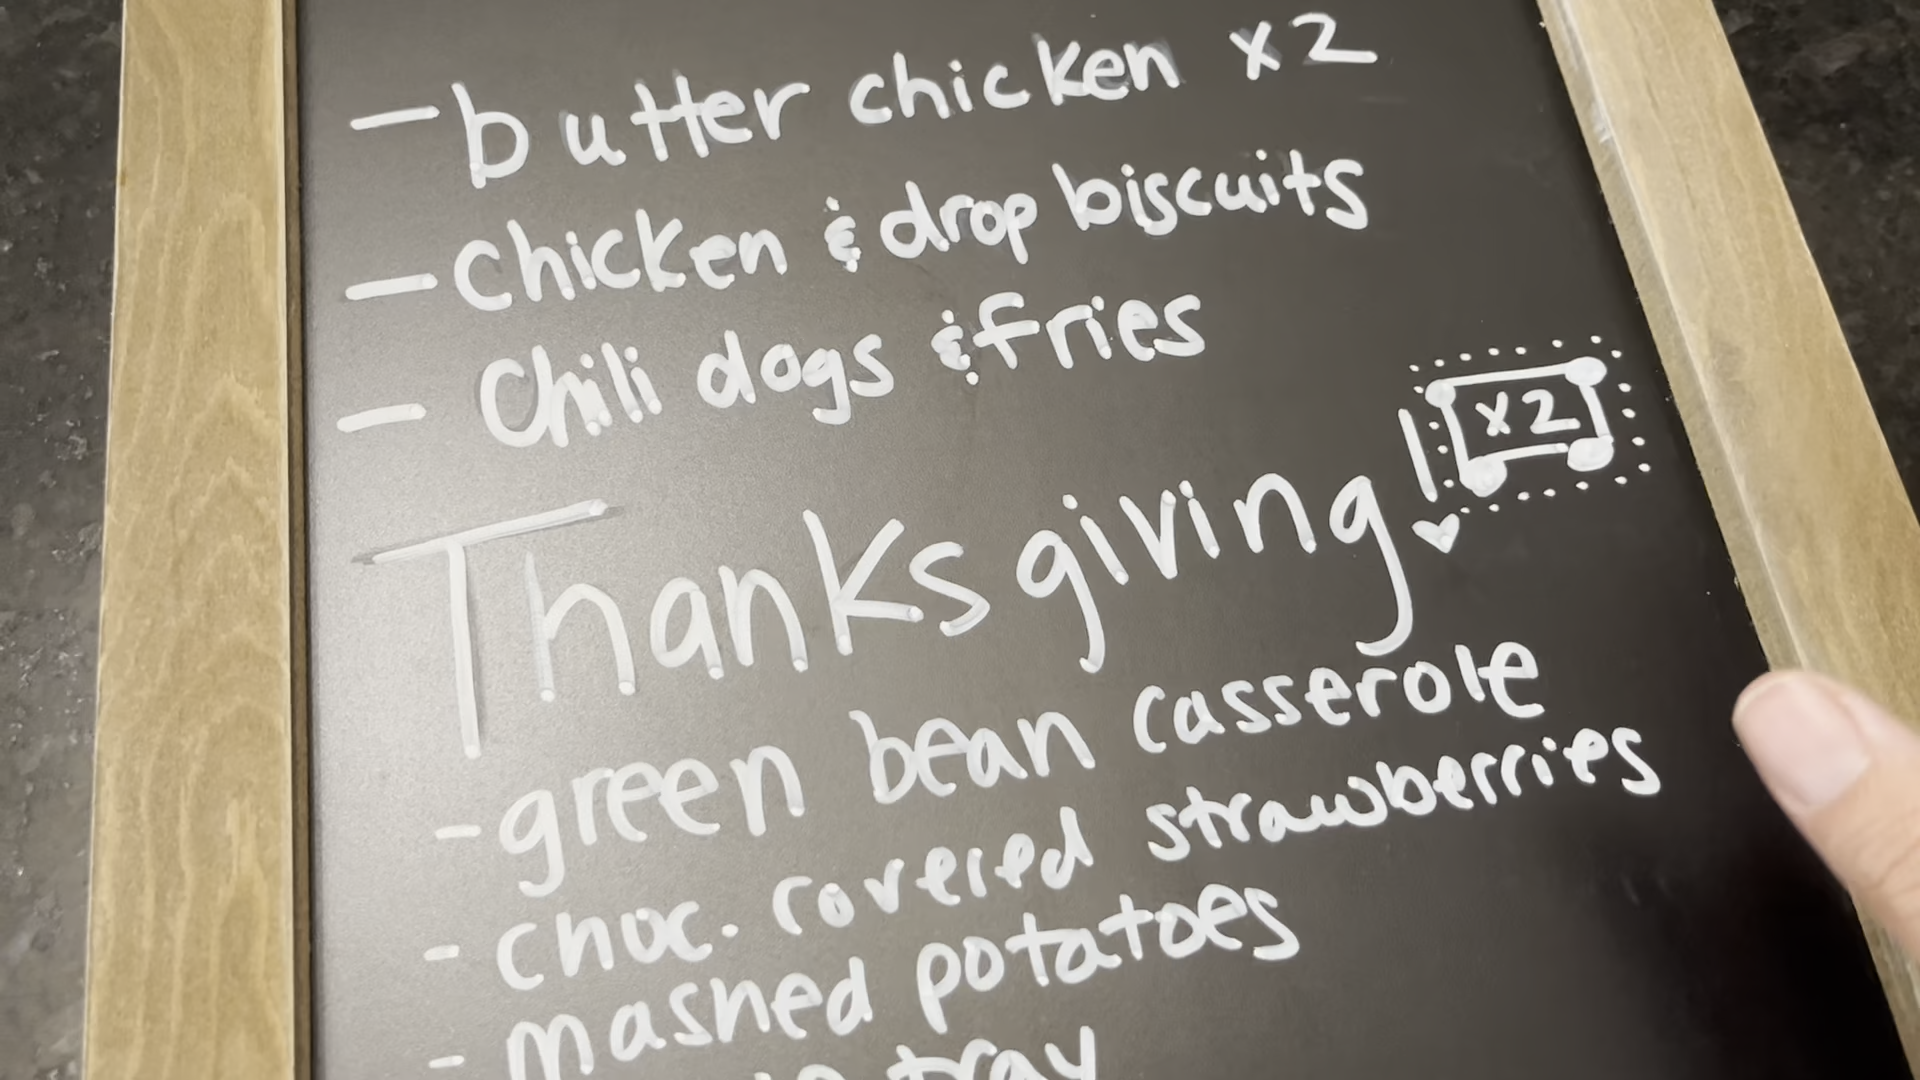 - butter chicken x2
- Chicken & drop biscuits
- Chili dogs & fries
Thanksgiving! x2
- green bean casserole
- choc. covered strawberries
- mashed potatoes
tray